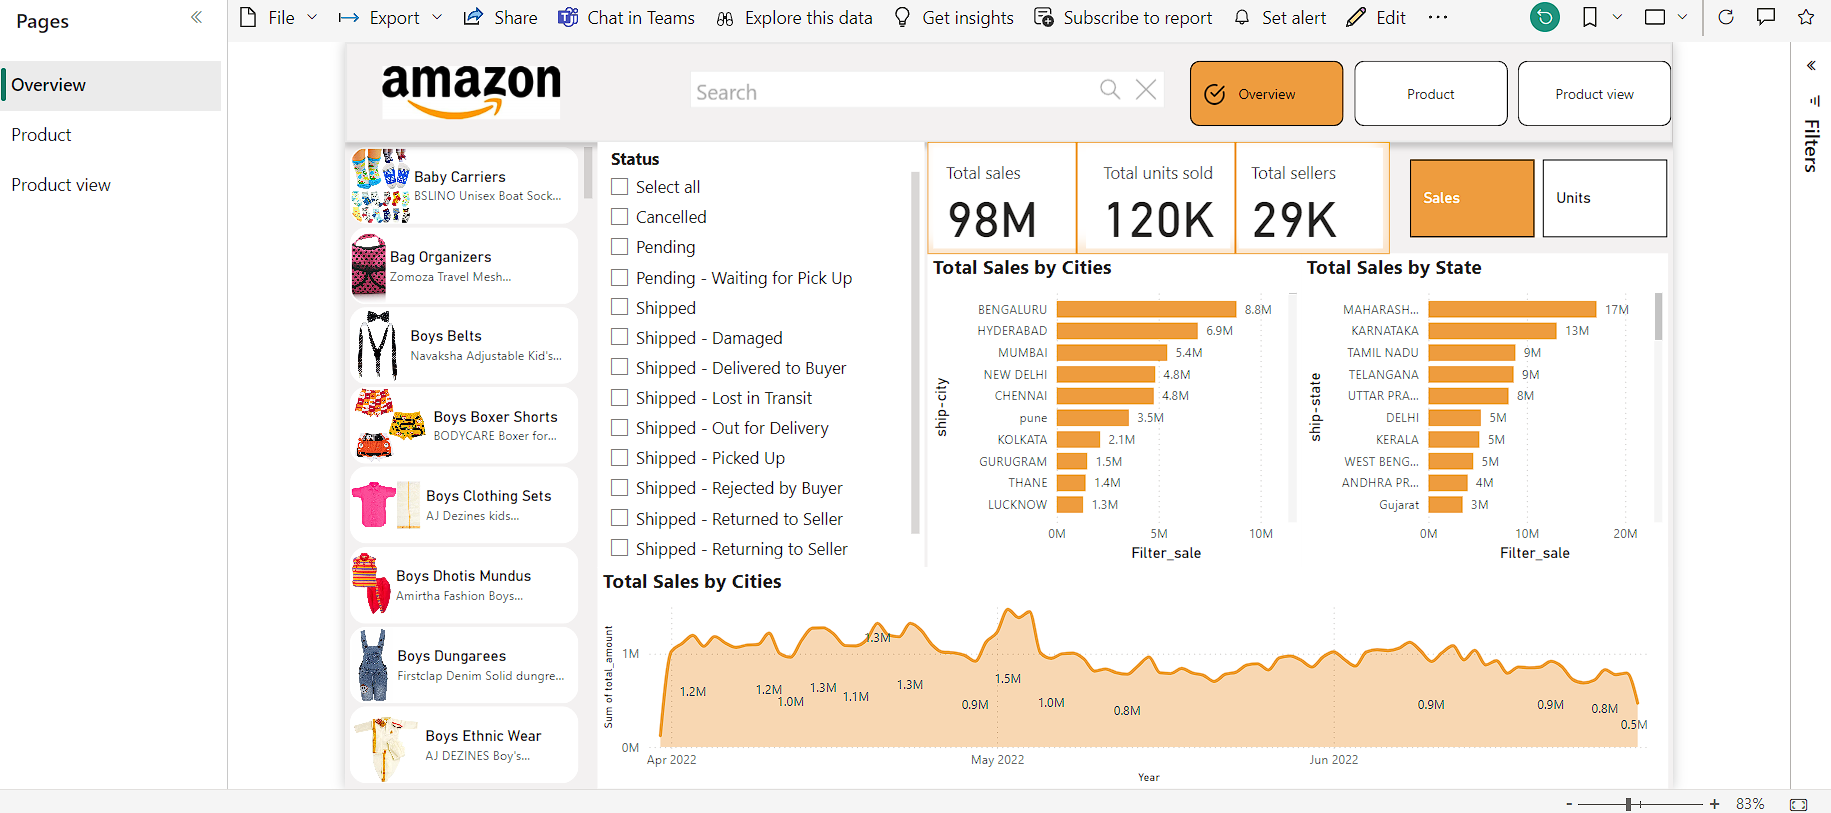 Pages
Overview
Product
Product view
File
Export
Share
Chat in Teams
Explore this data
Get insights
Subscribe to report
Set alert
Edit
amazon
Search
Overview
Product
Product view
Filters
Baby Carriers
BSLINO Unisex Boat Sock...
Bag Organizers
Zomoza Travel Mesh...
Boys Belts
Navaksha Adjustable Kid's...
Boys Boxer Shorts
BODYCARE Boxer for...
Boys Clothing Sets
AJ Dezines kids...
Boys Dhotis Mundus
Amirtha Fashion Boys...
Boys Dungarees
Firstclap Denim Solid dungre...
Boys Ethnic Wear
AJ DEZINES Boy's...
Status
Select all
Cancelled
Pending
Pending - Waiting for Pick Up
Shipped
Shipped - Damaged
Shipped - Delivered to Buyer
Shipped - Lost in Transit
Shipped - Out for Delivery
Shipped - Picked Up
Shipped - Rejected by Buyer
Shipped - Returned to Seller
Shipped - Returning to Seller
Total sales
98M
Total units sold
120K
Total sellers
29K
Sales
Units
Total Sales by Cities
ship-city
BENGALURU 8.8M
HYDERABAD 6.9M
MUMBAI 5.4M
NEW DELHI 4.8M
CHENNAI 4.8M
pune 3.5M
KOLKATA 2.1M
GURUGRAM 1.5M
THANE 1.4M
LUCKNOW 1.3M
0M 5M 10M
Filter_sale
Total Sales by State
ship-state
MAHARASH... 17M
KARNATAKA 13M
TAMIL NADU 9M
TELANGANA 9M
UTTAR PRA... 8M
DELHI 5M
KERALA 5M
WEST BENG... 5M
ANDHRA PR... 4M
Gujarat 3M
0M 10M 20M
Filter_sale
Total Sales by Cities
Sum of total_amount
1M
0M
1.2M
1.2M
1.0M
1.3M
1.1M
1.3M
1.3M
0.9M
1.5M
1.0M
0.8M
0.9M
0.9M
0.8M
0.5M
Apr 2022 May 2022 Jun 2022
Year
- + 83%